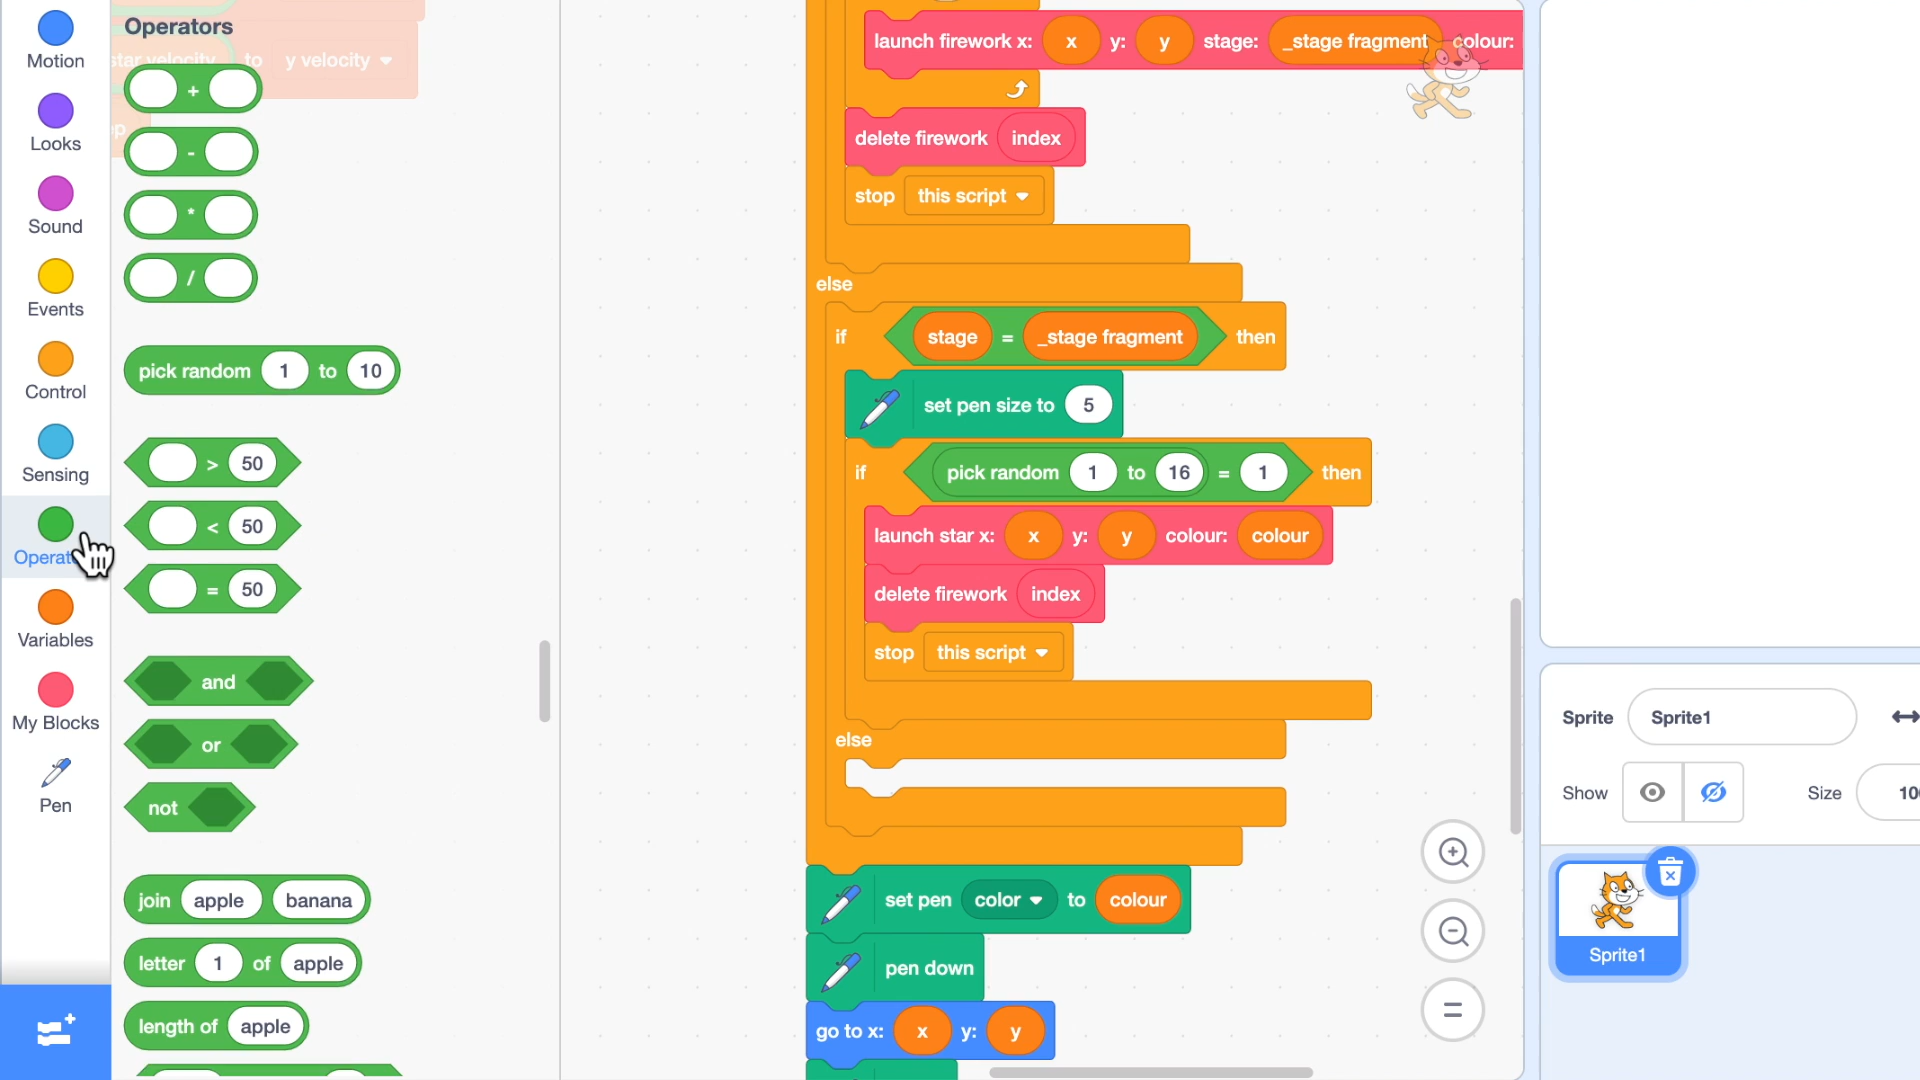 Motion
Looks
Sound
Events
Control
Sensing
Variables
My Blocks
Pen
Operators
star velocity to y velocity
+
-
*
/
pick random 1 to 10
> 50
< 50
= 50
and
or
not
join apple banana
letter 1 of apple
length of apple
launch firework x: x y: y stage: _stage fragment colour:
delete firework index
stop this script
else
if stage = _stage fragment then
set pen size to 5
if pick random 1 to 16 = 1 then
launch star x: x y: y colour: colour
delete firework index
stop this script
else
set pen color to colour
pen down
go to x: x y: y
Sprite Sprite1
Show Size
Sprite1